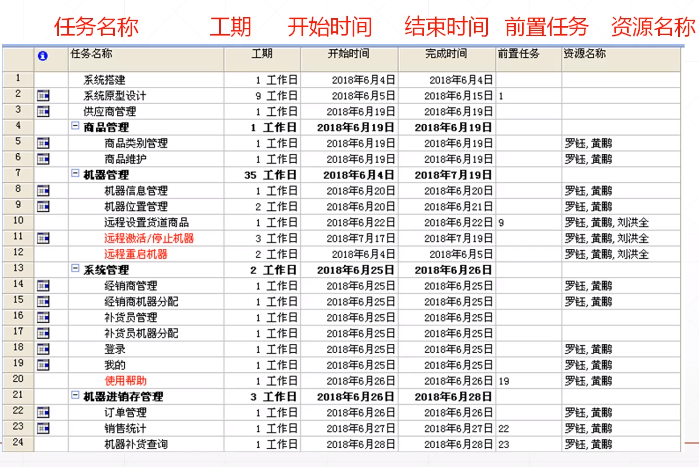 任务名称 工期 开始时间 结束时间 前置任务 资源名称
任务名称 工期 开始时间 完成时间 前置任务 资源名称
1 系统搭建 1 工作日 2018年6月4日 2018年6月4日
2 系统原型设计 9 工作日 2018年6月5日 2018年6月15日 1
3 供应商管理 1 工作日 2018年6月19日 2018年6月19日
4 商品管理 1 工作日 2018年6月19日 2018年6月19日
5 商品类别管理 1 工作日 2018年6月19日 2018年6月19日 罗钰, 黄鹏
6 商品维护 1 工作日 2018年6月19日 2018年6月19日 罗钰, 黄鹏
7 机器管理 35 工作日 2018年6月4日 2018年7月19日
8 机器信息管理 1 工作日 2018年6月20日 2018年6月20日 罗钰, 黄鹏
9 机器位置管理 2 工作日 2018年6月20日 2018年6月21日 罗钰, 黄鹏
10 远程设置货道商品 1 工作日 2018年6月22日 2018年6月22日 9 罗钰, 黄鹏, 刘洪全
11 远程激活/停止机器 3 工作日 2018年7月17日 2018年7月19日 罗钰, 黄鹏, 刘洪全
12 远程重启机器 2 工作日 2018年6月4日 2018年6月5日 罗钰, 黄鹏, 刘洪全
13 系统管理 2 工作日 2018年6月25日 2018年6月26日
14 经销商管理 1 工作日 2018年6月25日 2018年6月25日 罗钰, 黄鹏
15 经销商机器分配 1 工作日 2018年6月25日 2018年6月25日 罗钰, 黄鹏
16 补货员管理 1 工作日 2018年6月25日 2018年6月25日
17 补货员机器分配 1 工作日 2018年6月25日 2018年6月25日
18 登录 1 工作日 2018年6月25日 2018年6月25日 罗钰, 黄鹏
19 我的 1 工作日 2018年6月25日 2018年6月25日 罗钰, 黄鹏
20 使用帮助 1 工作日 2018年6月26日 2018年6月26日 19 罗钰, 黄鹏
21 机器进销存管理 3 工作日 2018年6月26日 2018年6月28日
22 订单管理 1 工作日 2018年6月26日 2018年6月26日 罗钰, 黄鹏
23 销售统计 1 工作日 2018年6月27日 2018年6月27日 22 罗钰, 黄鹏
24 机器补货查询 1 工作日 2018年6月28日 2018年6月28日 23 罗钰, 黄鹏